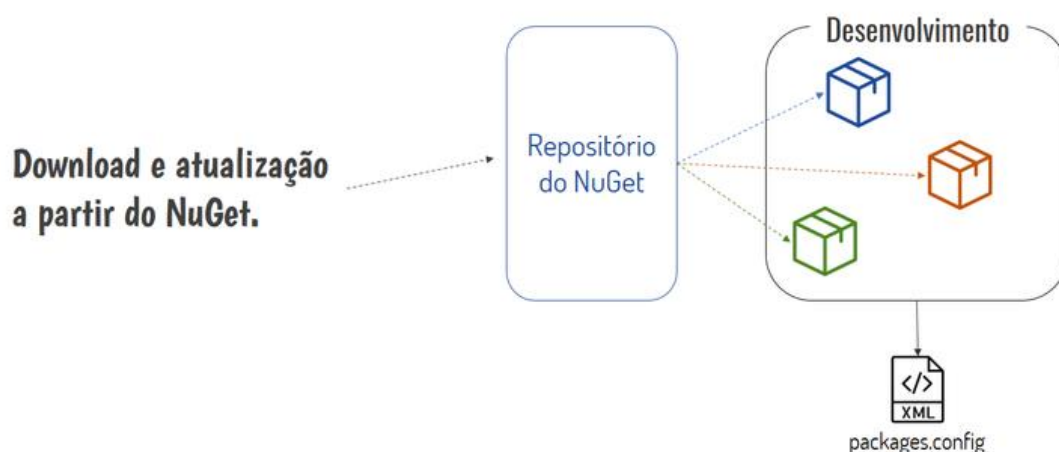 Desenvolvimento
Download e atualização
a partir do NuGet.
Repositório
do NuGet
</>
XML
packages.config